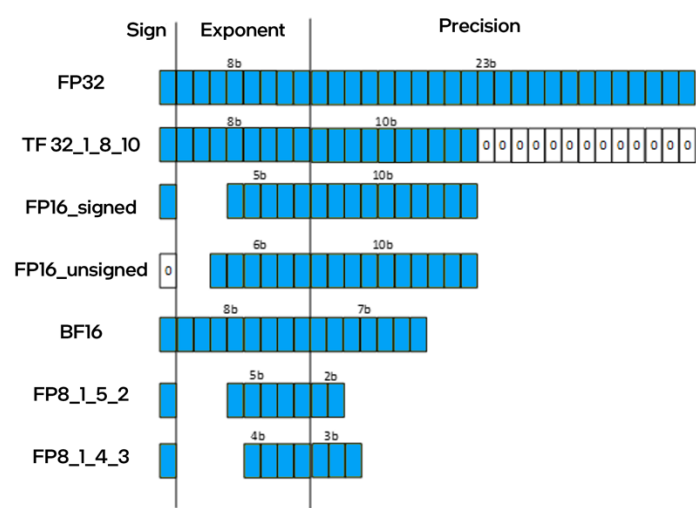 Sign Exponent Precision
8b 23b
FP32
8b 10b
TF 32_1_8_10 0 0 0 0 0 0 0 0 0 0 0 0 0
5b 10b
FP16_signed
6b 10b
FP16_unsigned 0
8b 7b
BF16
5b 2b
FP8_1_5_2
4b 3b
FP8_1_4_3